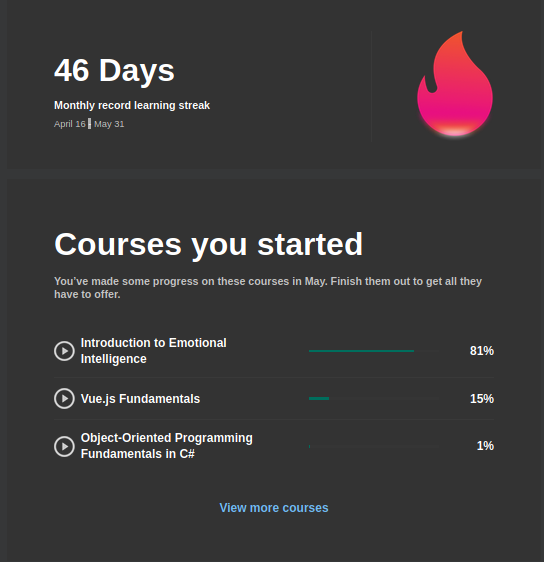 46 Days
Monthly record learning streak
April 16 - May 31
Courses you started
You've made some progress on these courses in May. Finish them out to get all they
have to offer.
Introduction to Emotional
Intelligence
81%
Vue.js Fundamentals
15%
Object-Oriented Programming
Fundamentals in C#
1%
View more courses